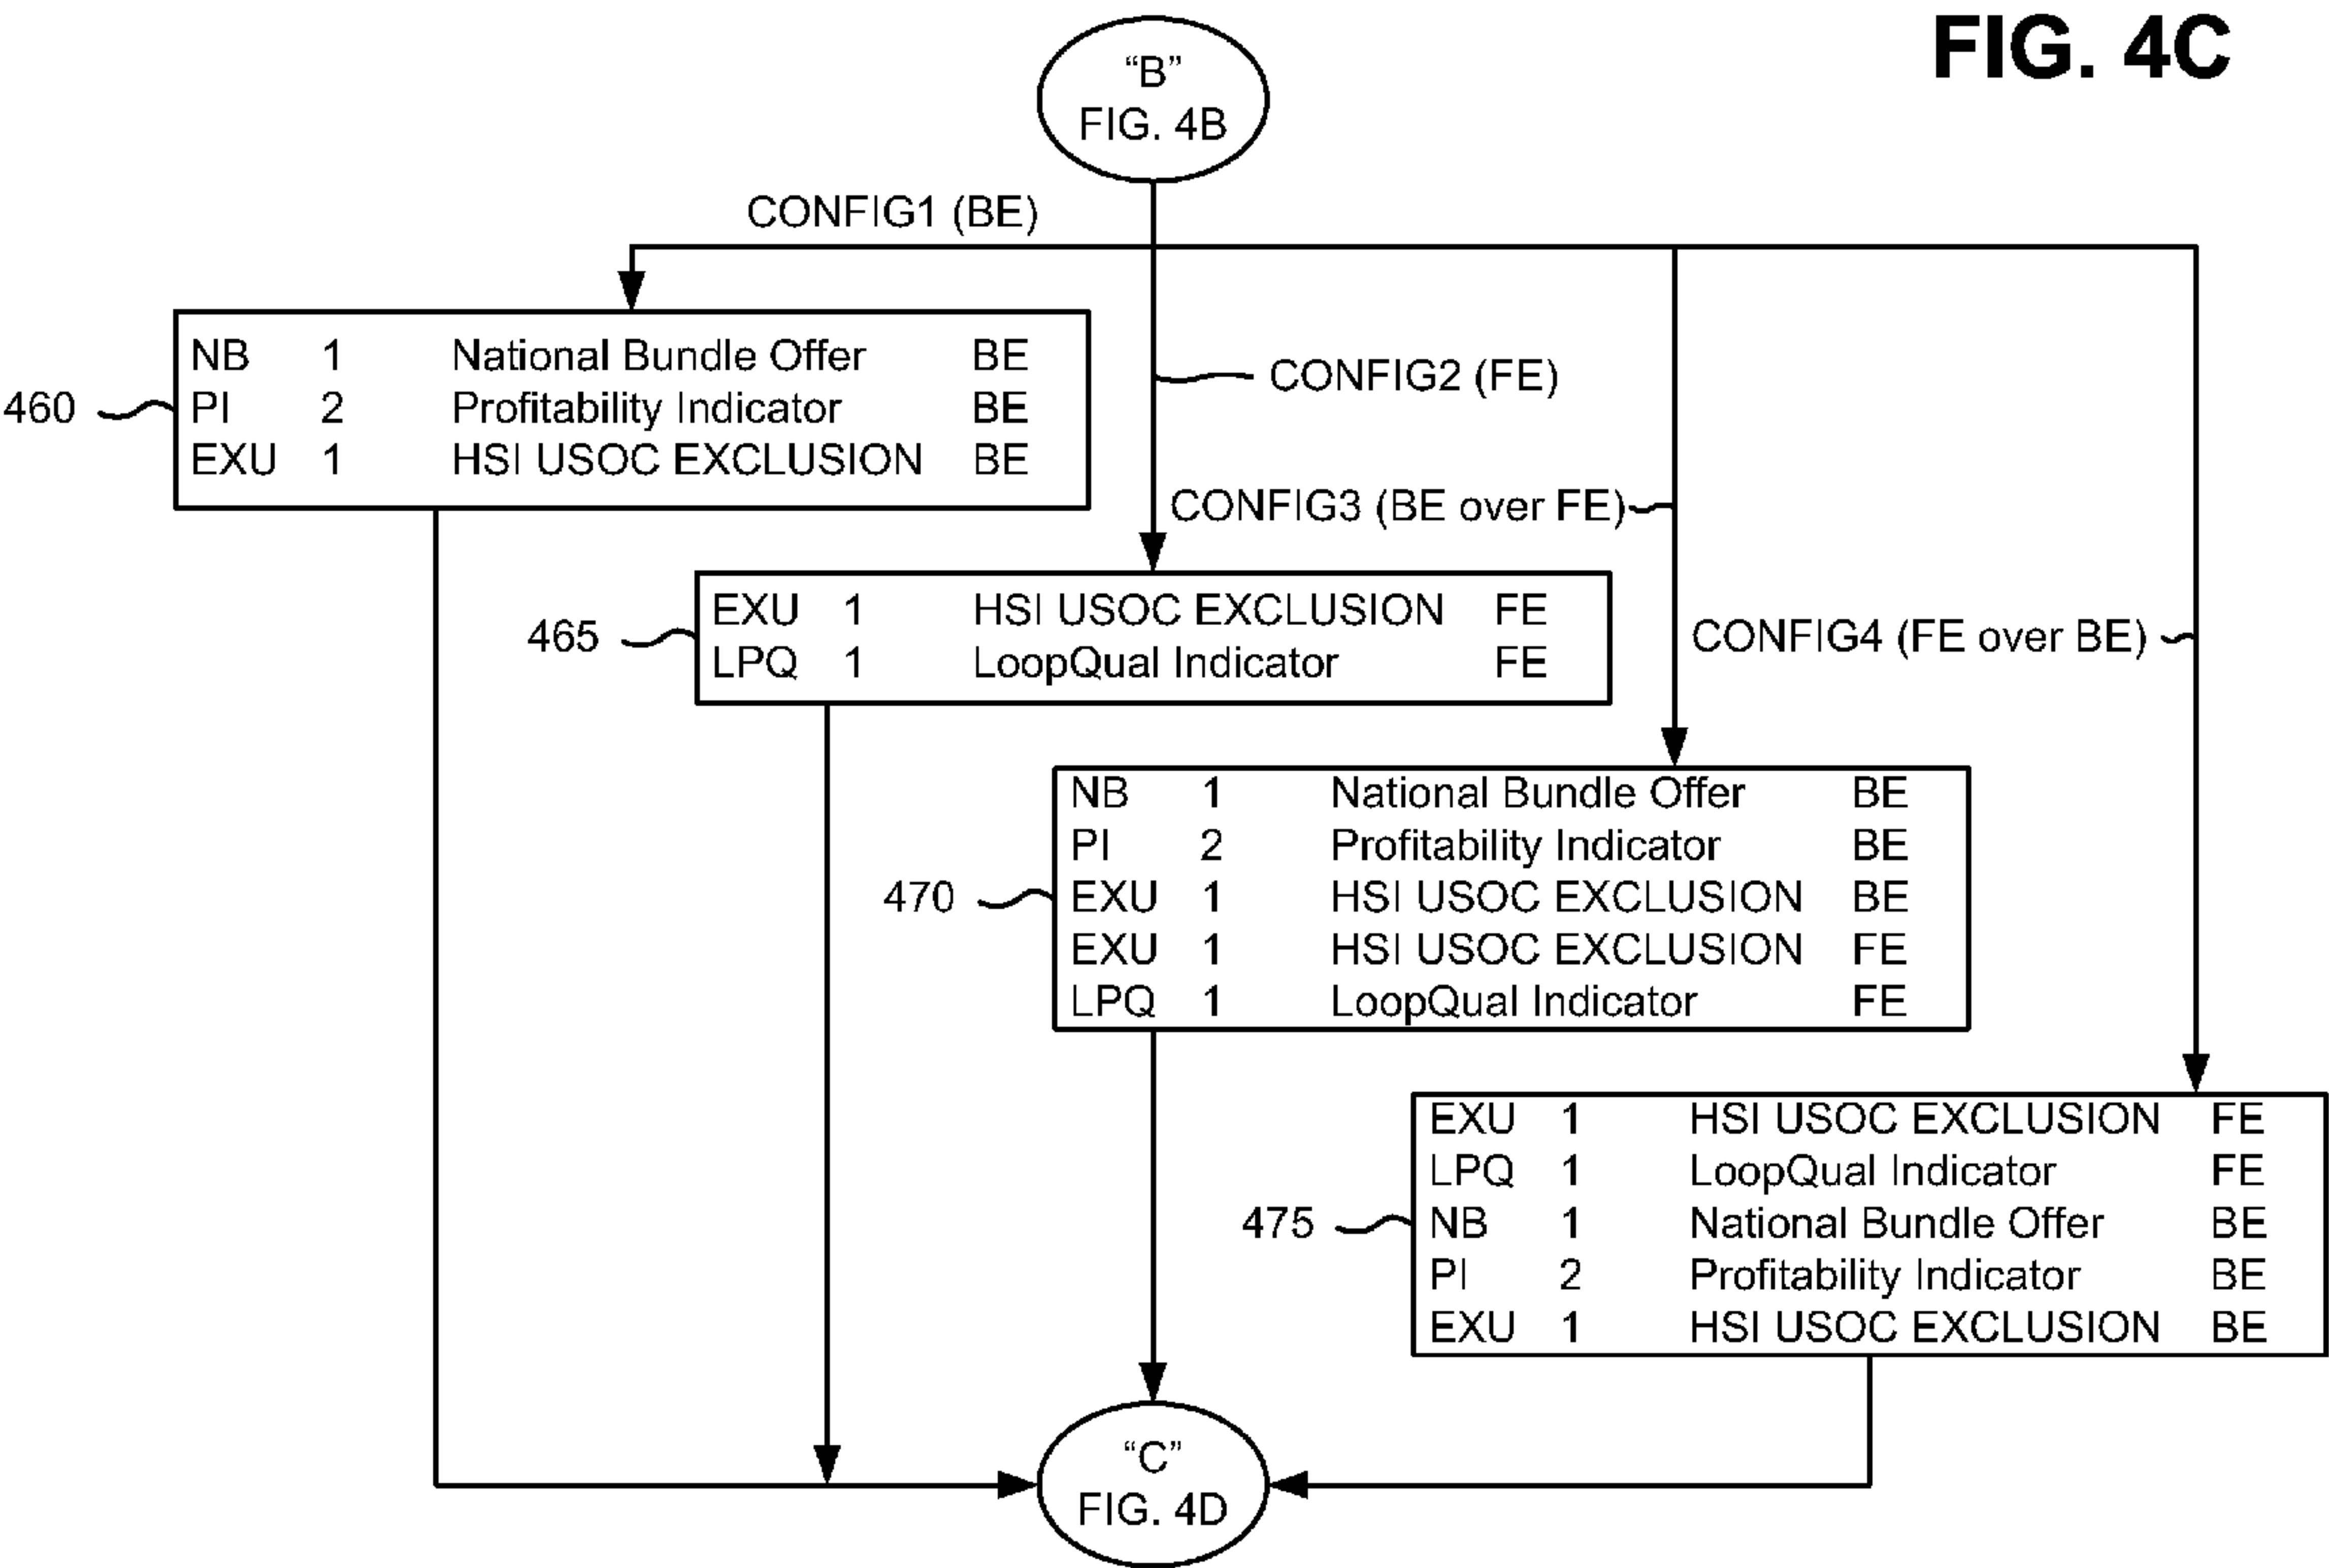 FIG. 4C
“B”
FIG. 4B
CONFIG1 (BE)
NB 1 National Bundle Offer BE
PI 2 Profitability Indicator BE
EXU 1 HSI USOC EXCLUSION BE
460
CONFIG2 (FE)
CONFIG3 (BE over FE)
EXU 1 HSI USOC EXCLUSION FE
LPQ 1 LoopQual Indicator FE
465
CONFIG4 (FE over BE)
NB 1 National Bundle Offer BE
PI 2 Profitability Indicator BE
EXU 1 HSI USOC EXCLUSION BE
EXU 1 HSI USOC EXCLUSION FE
LPQ 1 LoopQual Indicator FE
470
EXU 1 HSI USOC EXCLUSION FE
LPQ 1 LoopQual Indicator FE
NB 1 National Bundle Offer BE
PI 2 Profitability Indicator BE
EXU 1 HSI USOC EXCLUSION BE
475
“C”
FIG. 4D